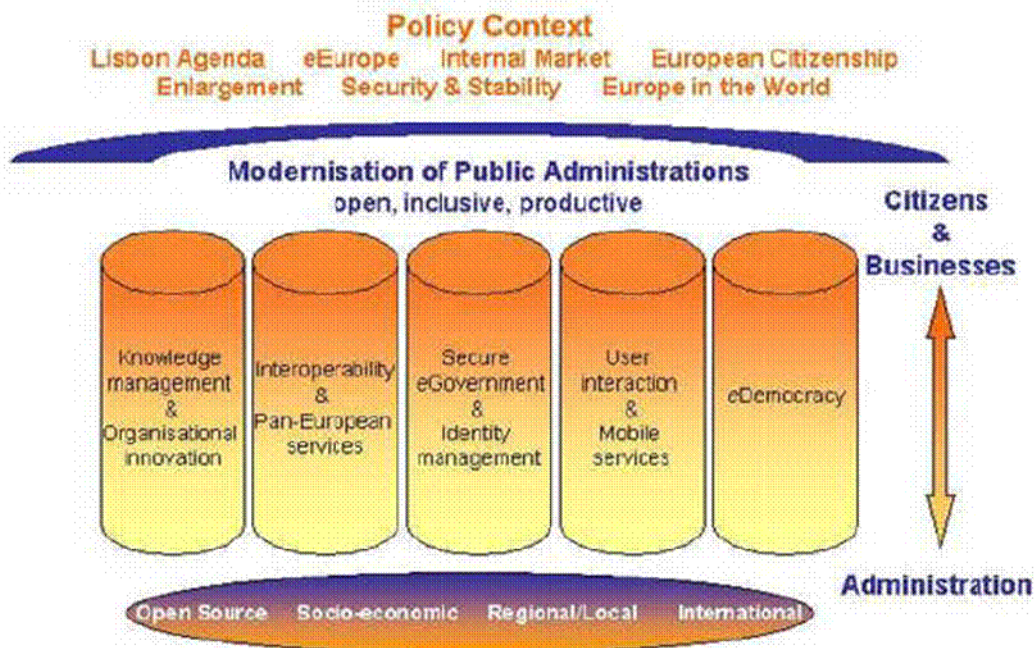 Policy Context
Lisbon Agenda eEurope Internal Market European Citizenship
Enlargement Security & Stability Europe in the World
Modernisation of Public Administrations
open, inclusive, productive
Citizens
&
Businesses
Knowledge
management
&
Organisational
innovation
Interoperability
&
Pan-European
services
Secure
eGovernment
&
Identity
management
User
interaction
&
Mobile
services
eDemocracy
Administration
Open Source Socio-economic Regional/Local International